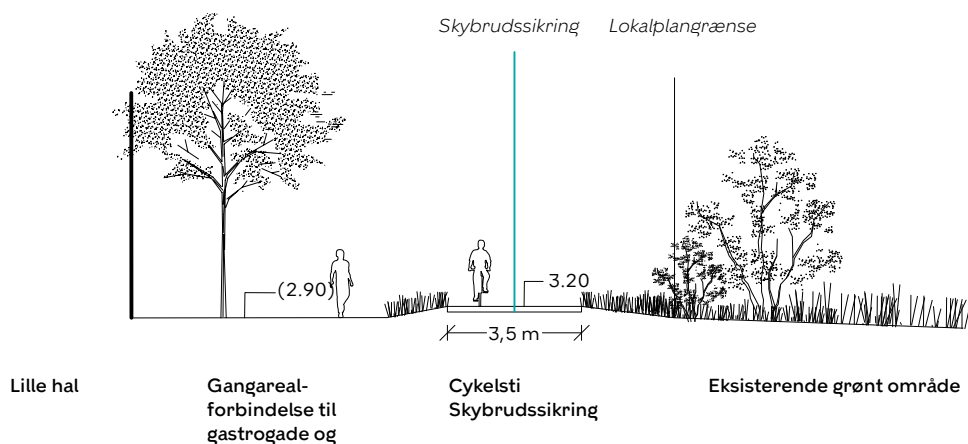 Skybrudssikring
Lokalplangrænse
(2.90)
3.20
3,5 m
Lille hal
Gangareal-
forbindelse til
gastrogade og
Cykelsti
Skybrudssikring
Eksisterende grønt område